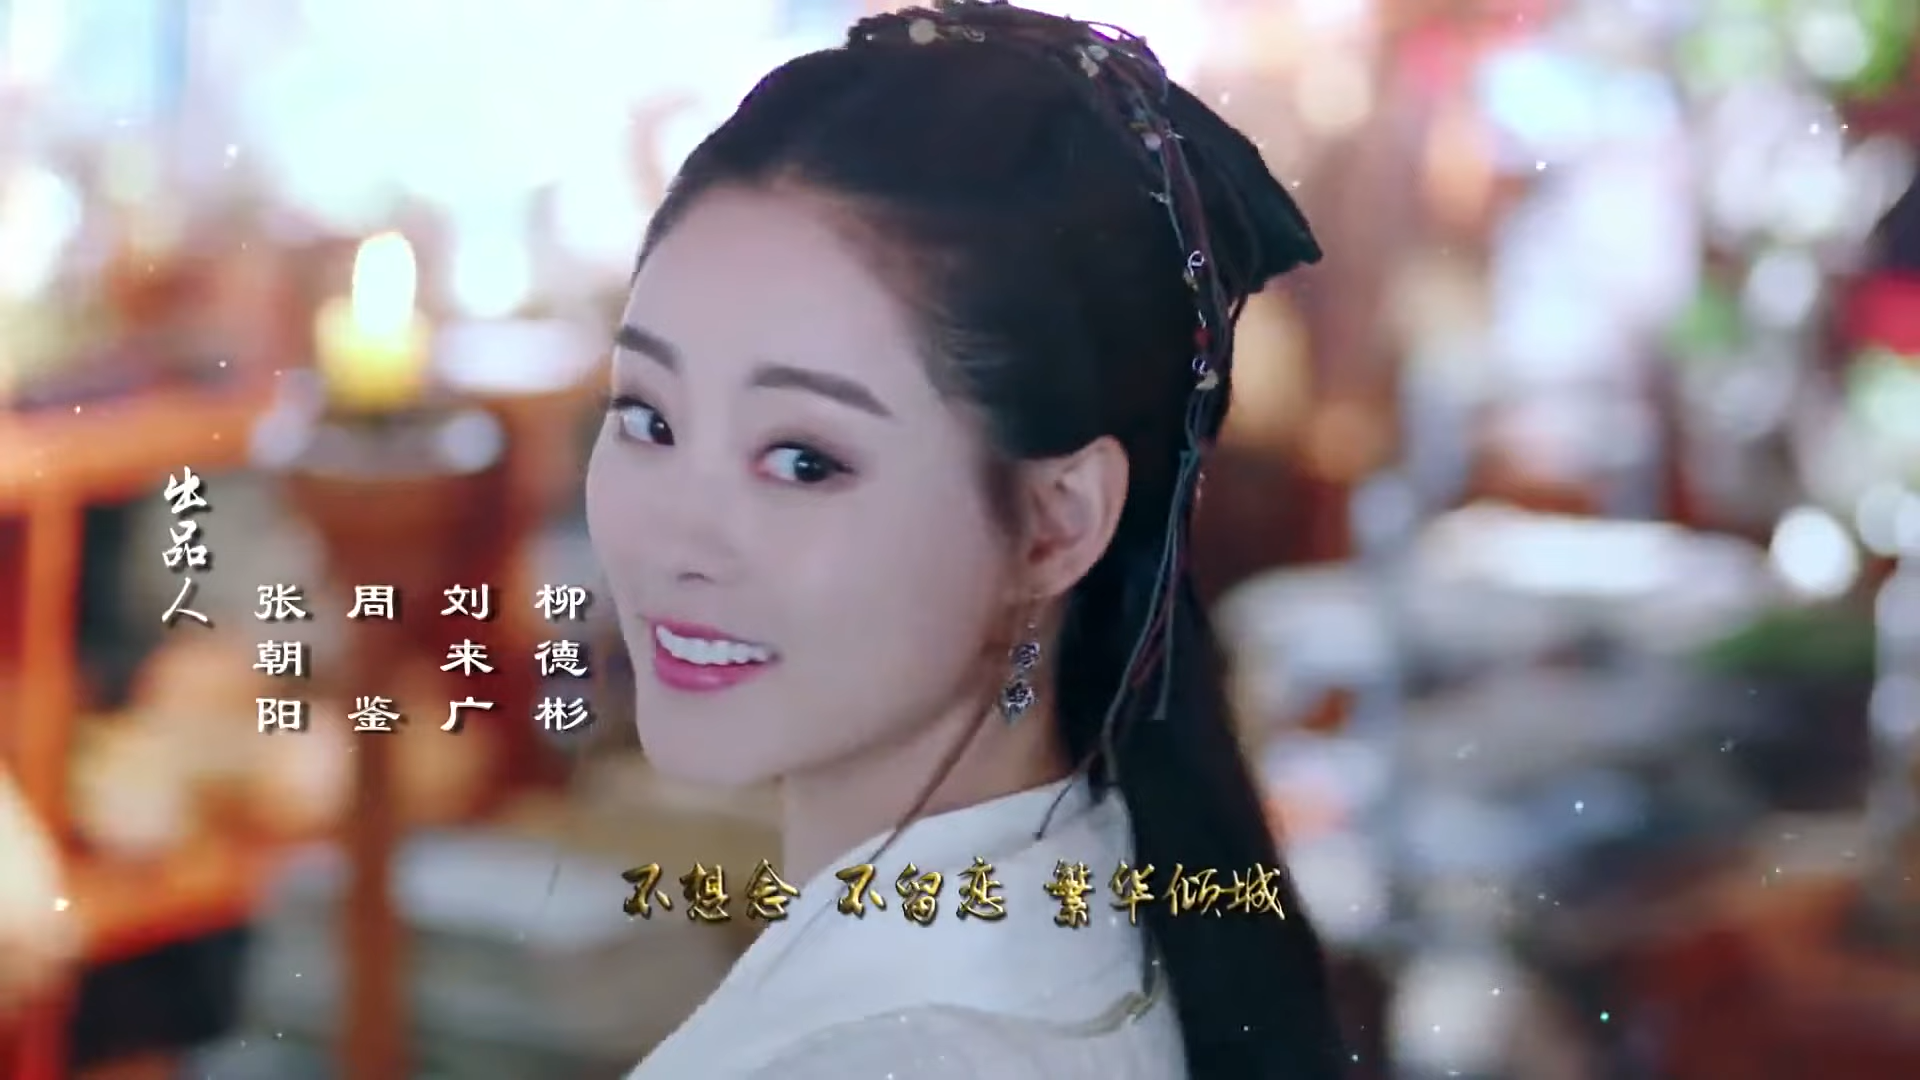 出品人
张朝阳
周鉴
刘来广
柳德彬
不想念 不留恋 繁华倾城